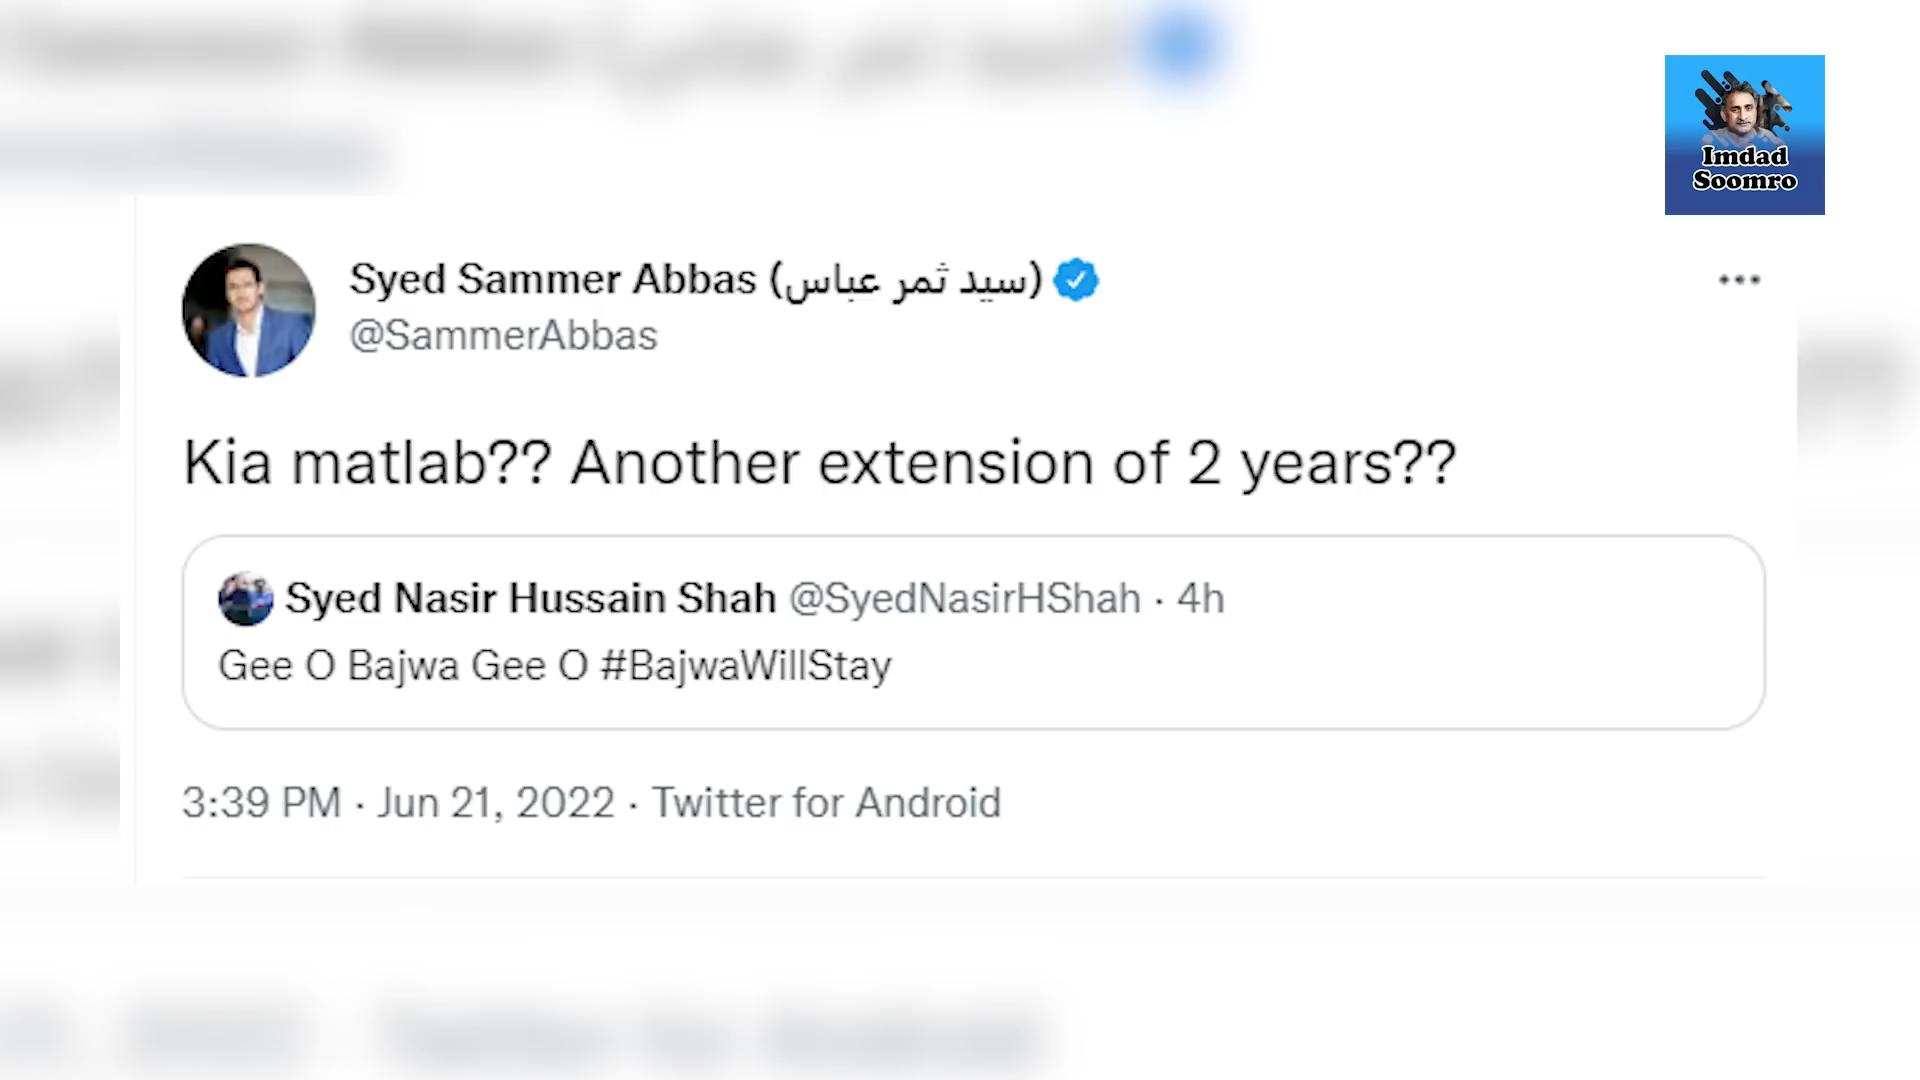 Imdad
Soomro
Syed Sammer Abbas (سید ثمر عباس)
@SammerAbbas
Kia matlab?? Another extension of 2 years??
Syed Nasir Hussain Shah @SyedNasirHShah · 4h
Gee O Bajwa Gee O #BajwaWillStay
3:39 PM · Jun 21, 2022 · Twitter for Android